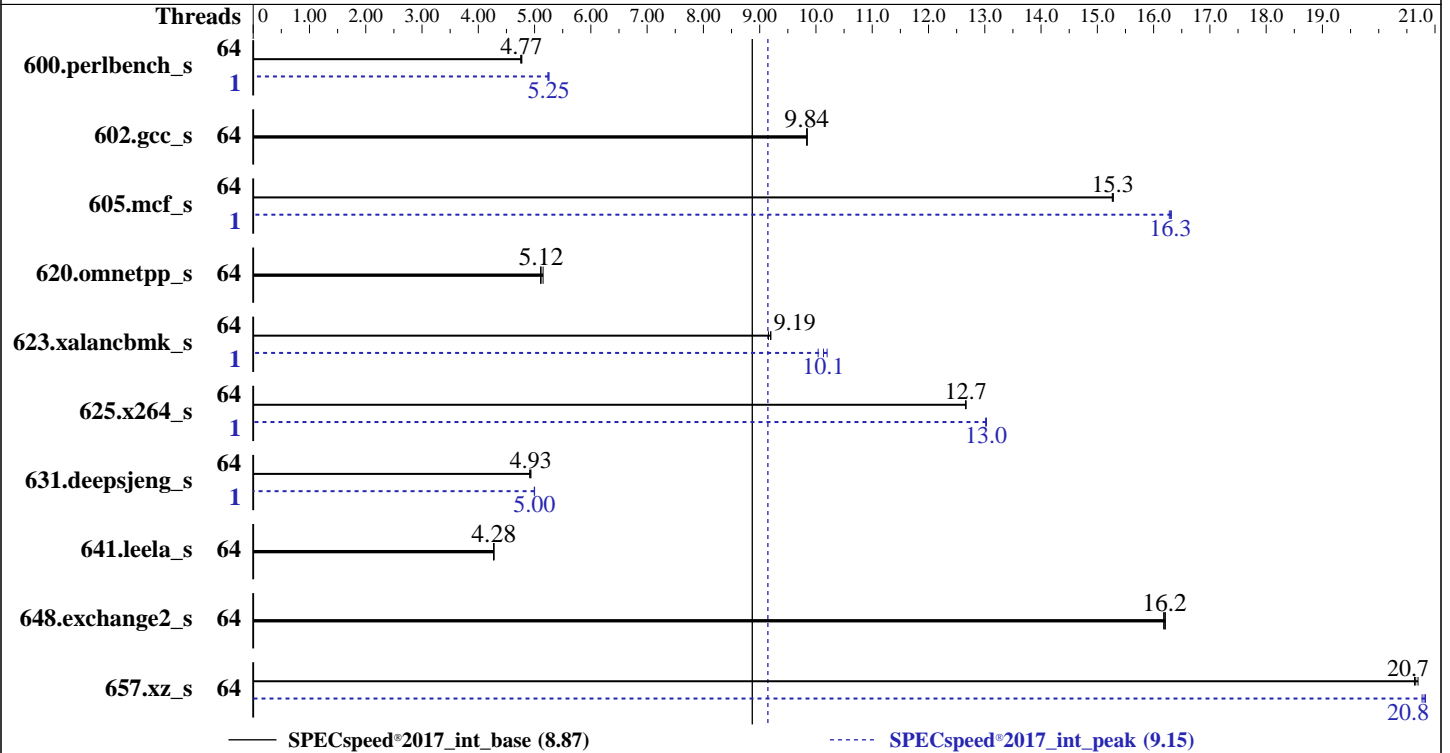 Threads 0 1.00 2.00 3.00 4.00 5.00 6.00 7.00 8.00 9.00 10.0 11.0 12.0 13.0 14.0 15.0 16.0 17.0 18.0 19.0 21.0
600.perlbench_s 64 4.77
1 5.25
602.gcc_s 64 9.84
605.mcf_s 64 15.3
1 16.3
620.omnetpp_s 64 5.12
623.xalancbmk_s 64 9.19
1 10.1
625.x264_s 64 12.7
1 13.0
631.deepsjeng_s 64 4.93
1 5.00
641.leela_s 64 4.28
648.exchange2_s 64 16.2
657.xz_s 64 20.7
20.8
SPECspeed®2017_int_base (8.87) SPECspeed®2017_int_peak (9.15)